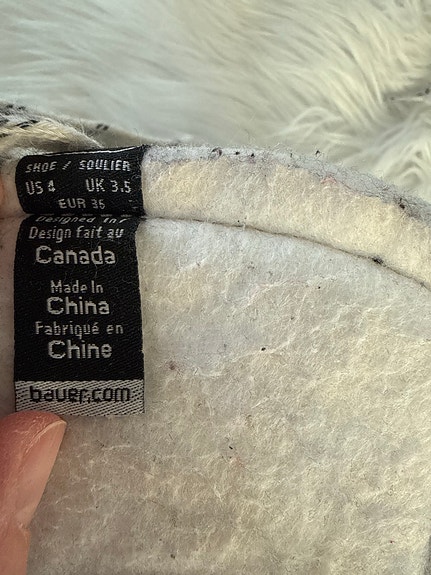 SHOE / SOULIER
US 4 UK 3.5
EUR 36
Designed in/
Design fait au
Canada
Made In
China
Fabriqué en
Chine
bauer.com